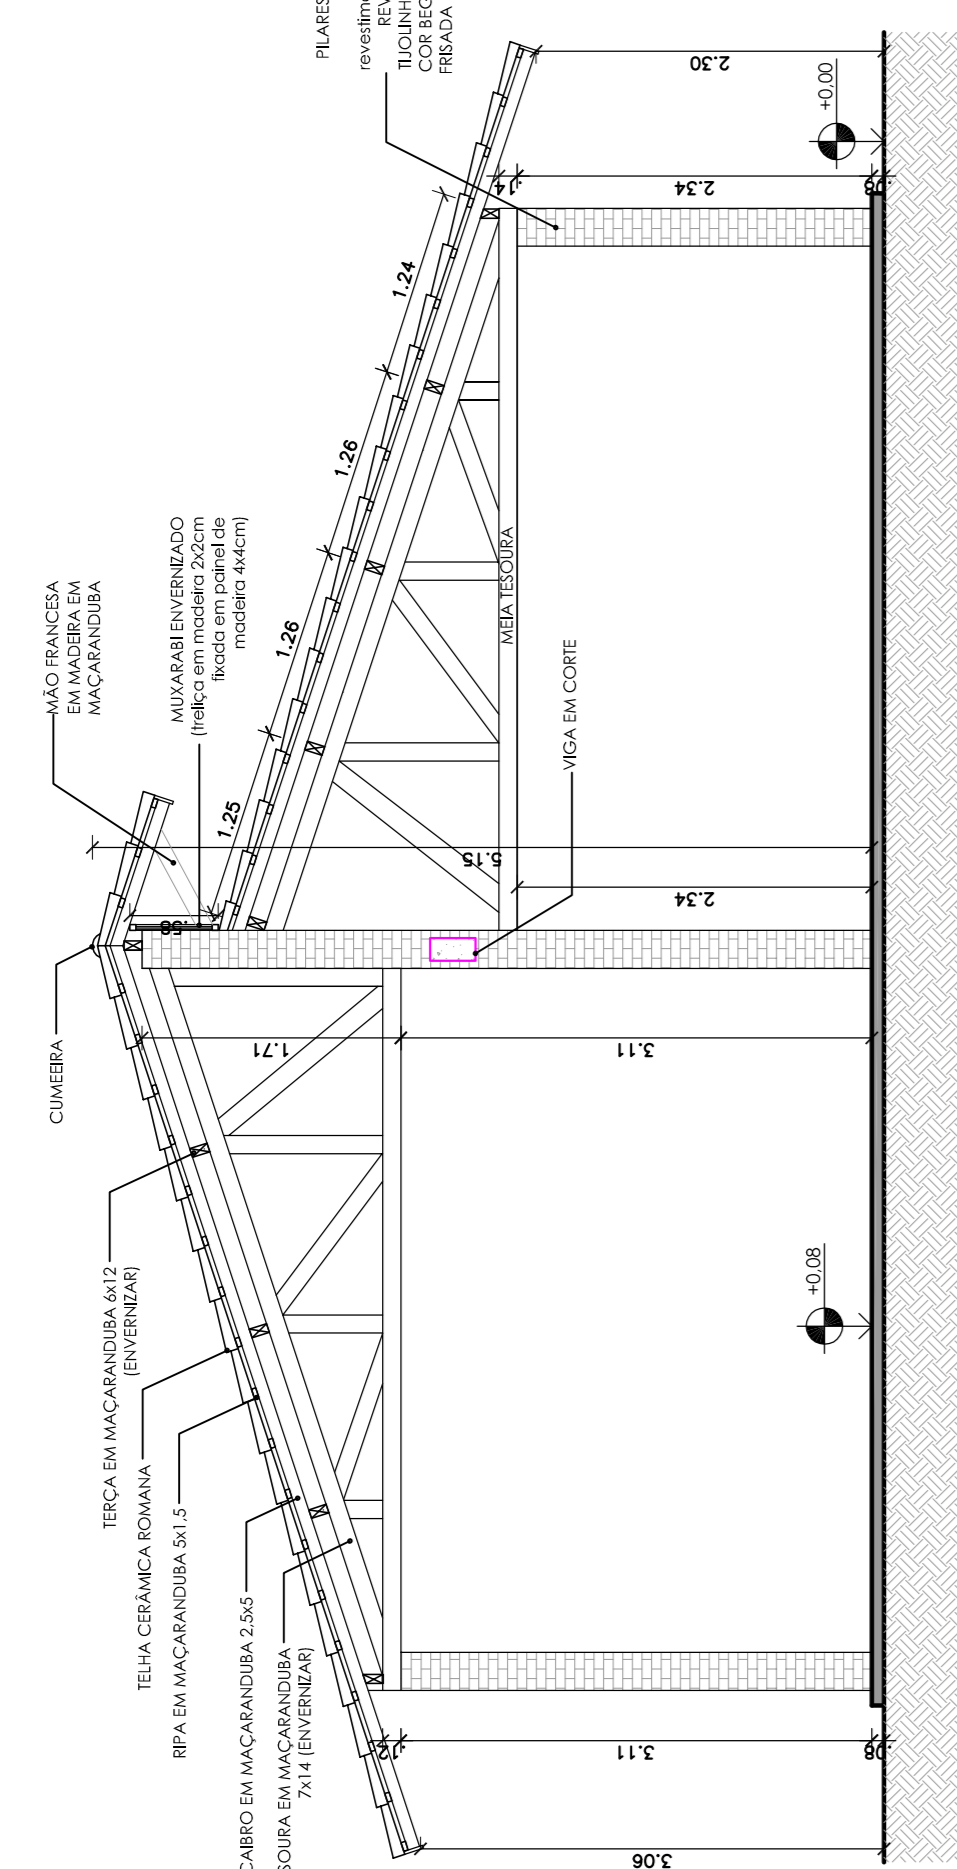 PILARES
revestime
REV
TIJOLINH
COR BEG
FRISADA
2.30
+0,00
.14
2.34
.08
1.24
1.26
1.26
1.25
MÃO FRANCESA
EM MADEIRA EM
MAÇARANDUBA
MUXARABI ENVERNIZADO
(treliça em madeira 2x2cm
fixada em painel de
madeira 4x4cm)
MEIA TESOURA
VIGA EM CORTE
5.15
2.34
.58
CUMEEIRA
1.71
3.11
TERÇA EM MAÇARANDUBA 6x12
(ENVERNIZAR)
TELHA CERÂMICA ROMANA
RIPA EM MAÇARANDUBA 5x1,5
CAIBRO EM MAÇARANDUBA 2,5x5
SOURA EM MAÇARANDUBA
7x14 (ENVERNIZAR)
+0,08
.12
3.11
.08
3.06